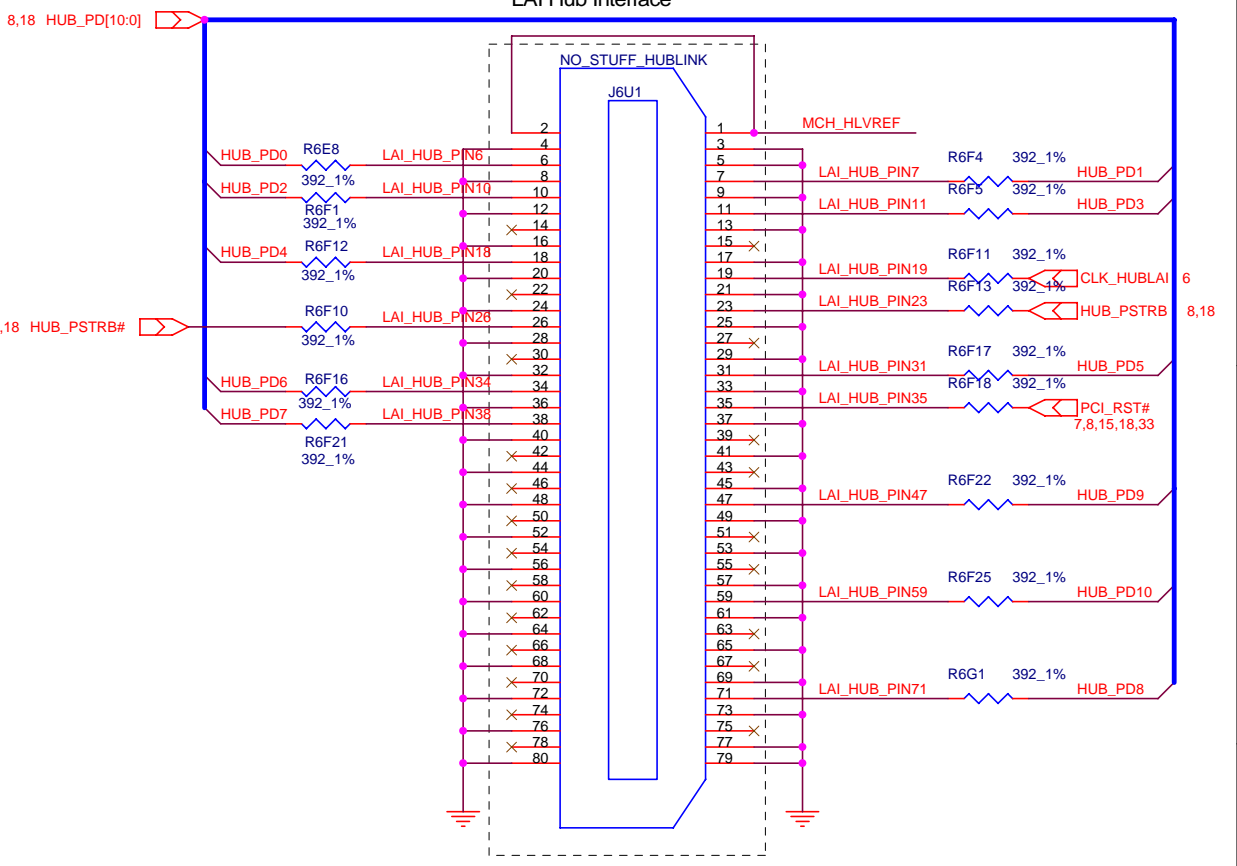 LAI Hub Interface
8,18 HUB_PD[10:0]
NO_STUFF_HUBLINK
J6U1
2 1 MCH_HLVREF
4 3
HUB_PD0 R6E8 392_1% LAI_HUB_PIN6 6 5
8 7 LAI_HUB_PIN7 R6F4 392_1% HUB_PD1
HUB_PD2 R6F1 392_1% LAI_HUB_PIN10 10 9
12 11 LAI_HUB_PIN11 R6F5 392_1% HUB_PD3
14 13
16 15
HUB_PD4 R6F12 392_1% LAI_HUB_PIN18 18 17
20 19 LAI_HUB_PIN19 R6F11 392_1% CLK_HUBLAI 6
22 21
24 23 LAI_HUB_PIN23 R6F13 392_1% HUB_PSTRB 8,18
,18 HUB_PSTRB# R6F10 392_1% LAI_HUB_PIN26 26 25
28 27
30 29
32 31 LAI_HUB_PIN31 R6F17 392_1% HUB_PD5
HUB_PD6 R6F16 392_1% LAI_HUB_PIN34 34 33
36 35 LAI_HUB_PIN35 R6F18 392_1% PCI_RST# 7,8,15,18,33
HUB_PD7 R6F21 392_1% LAI_HUB_PIN38 38 37
40 39
42 41
44 43
46 45
48 47 LAI_HUB_PIN47 R6F22 392_1% HUB_PD9
50 49
52 51
54 53
56 55
58 57
60 59 LAI_HUB_PIN59 R6F25 392_1% HUB_PD10
62 61
64 63
66 65
68 67
70 69
72 71 LAI_HUB_PIN71 R6G1 392_1% HUB_PD8
74 73
76 75
78 77
80 79